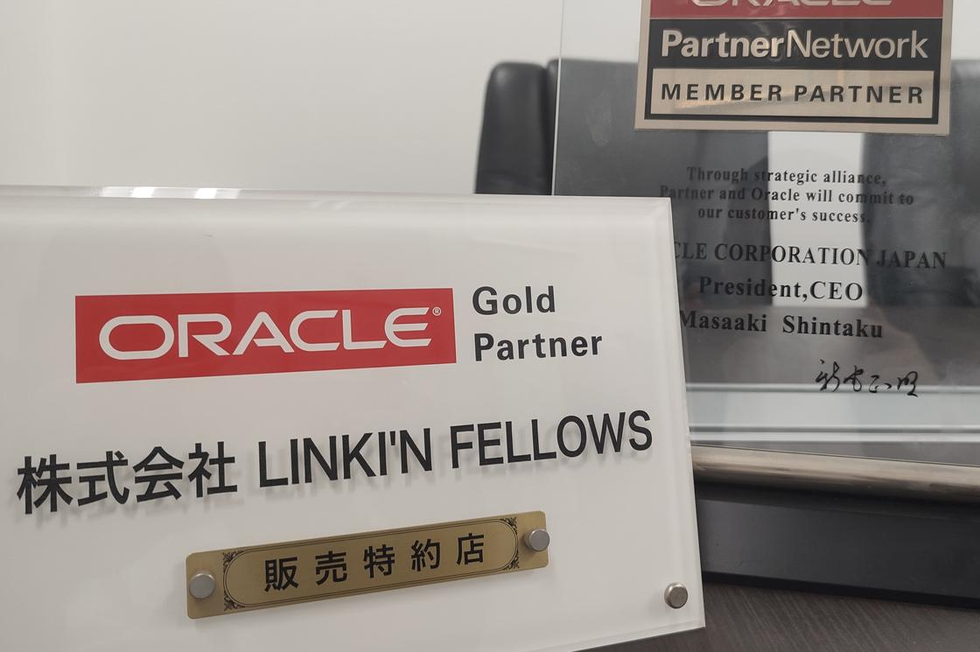 ORACLE
PartnerNetwork
MEMBER PARTNER
Through strategic alliance,
Partner and Oracle will commit to
our customer's success.
CORPORATION JAPAN
President,CEO
Masaaki Shintaku
ORACLE®
Gold
Partner
株式会社 LINKI'N FELLOWS
販売特約店